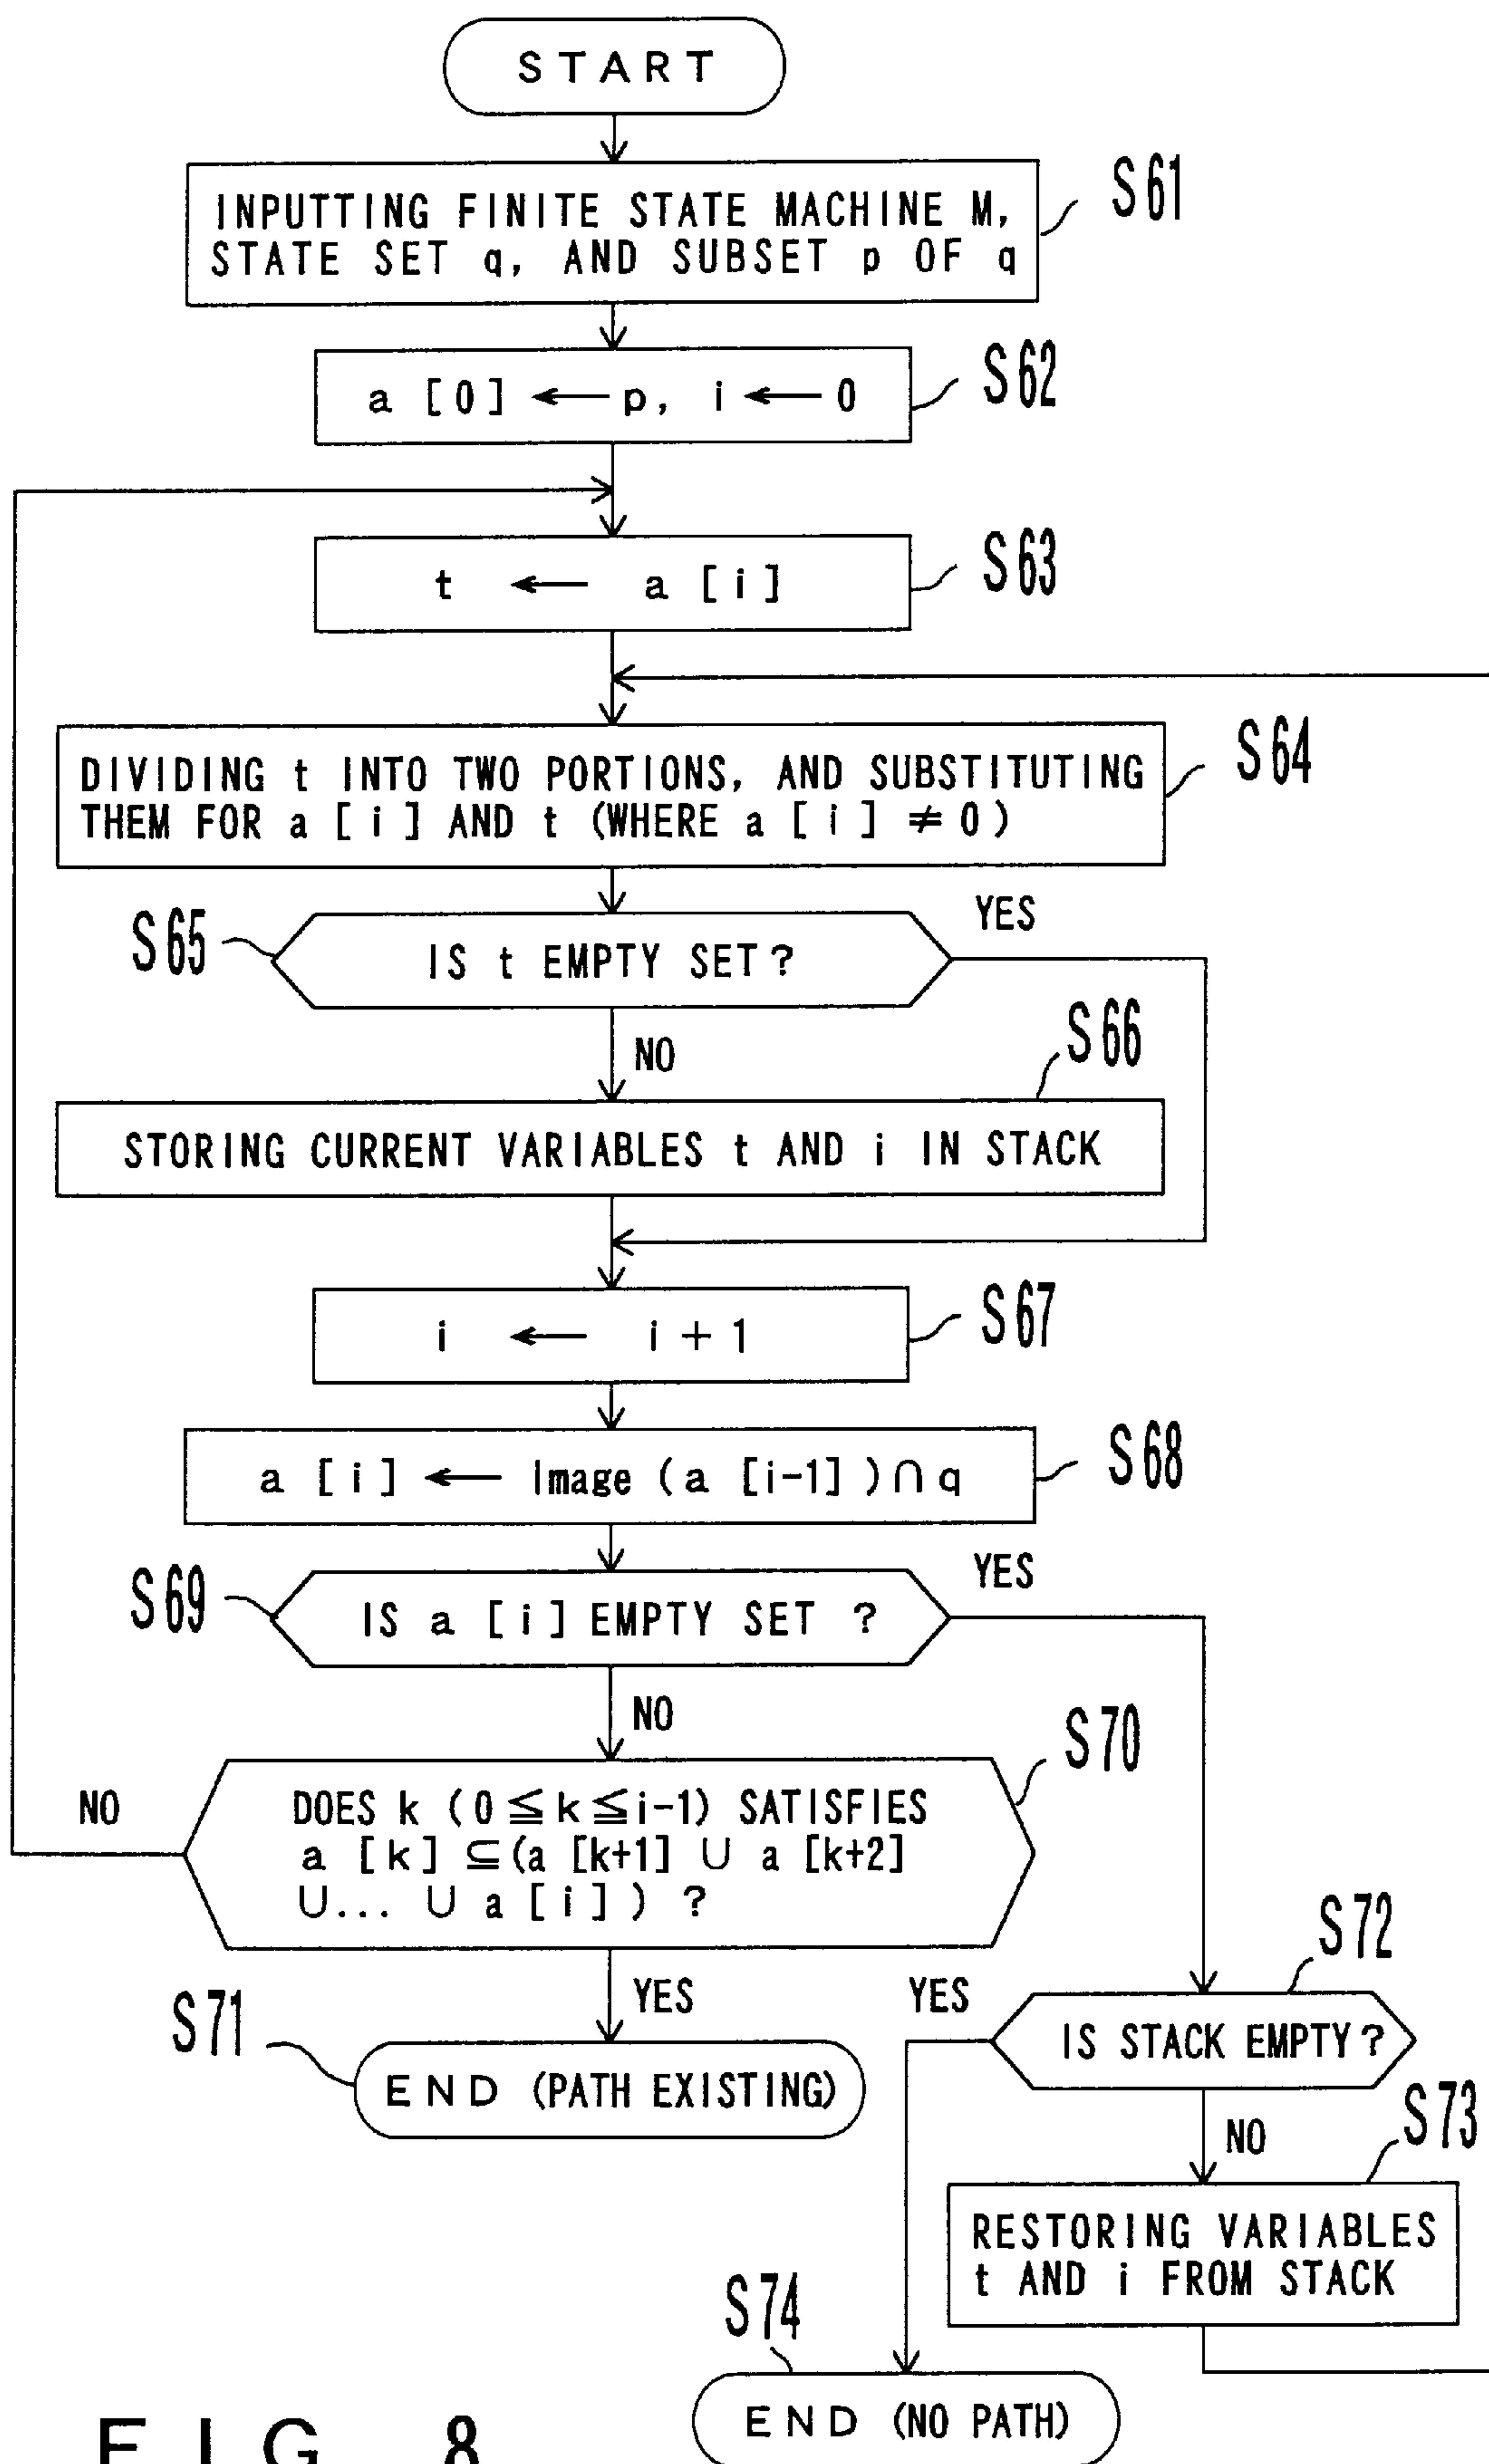 START
INPUTTING FINITE STATE MACHINE M,
STATE SET q, AND SUBSET p OF q
S61
a [0] ← p, i ← 0
S62
t ← a [i]
S63
DIVIDING t INTO TWO PORTIONS, AND SUBSTITUTING
THEM FOR a [i] AND t (WHERE a [i] ≠ 0)
S64
S65
IS t EMPTY SET?
YES
NO
S66
STORING CURRENT VARIABLES t AND i IN STACK
i ← i+1
S67
a [i] ← Image (a [i-1]) ∩ q
S68
S69
IS a [i] EMPTY SET ?
YES
NO
S70
NO
DOES k (0≦k≦i-1) SATISFIES
a [k] ⊆ (a [k+1] ∪ a [k+2]
∪... ∪ a [i]) ?
YES
S71
END (PATH EXISTING)
S72
YES
IS STACK EMPTY?
NO
S73
RESTORING VARIABLES
t AND i FROM STACK
S74
END (NO PATH)
FIG. 8